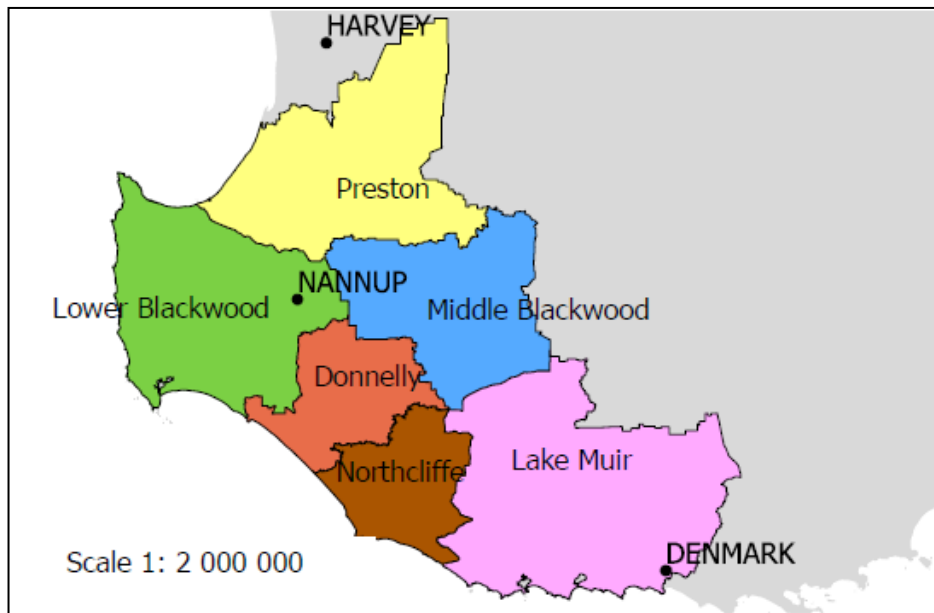 HARVEY
Preston
NANNUP
Lower Blackwood
Middle Blackwood
Donnelly
Lake Muir
Northcliffe
DENMARK
Scale 1: 2 000 000